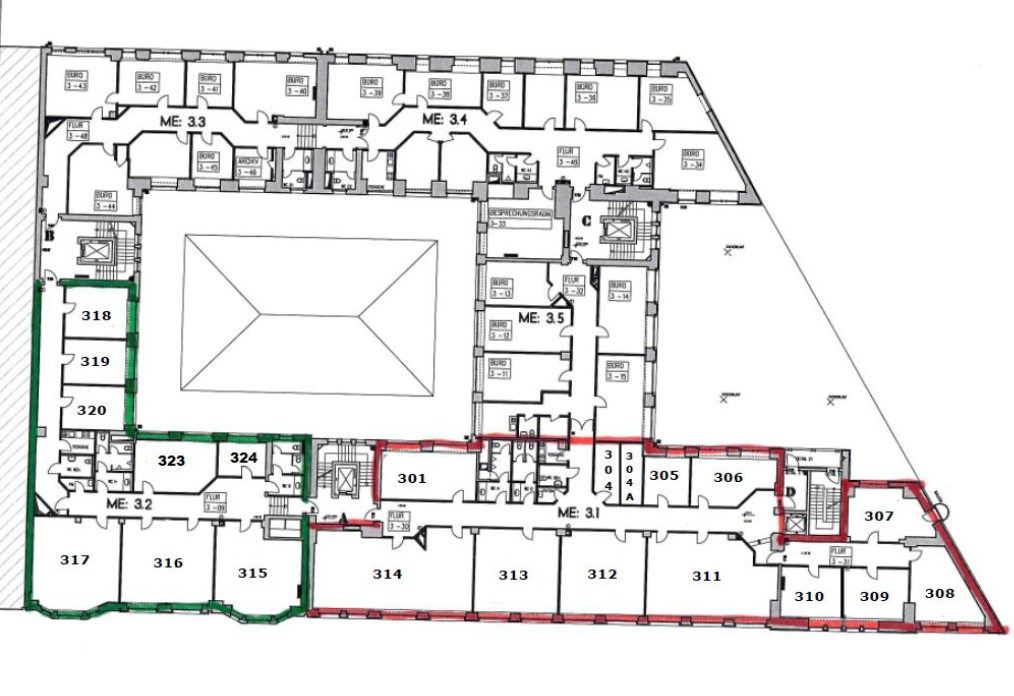 BÜRO
3-43
BÜRO
3-42
BÜRO
3-41
BÜRO
3-40
BÜRO
3-39
BÜRO
3-38
BÜRO
3-37
BÜRO
3-36
BÜRO
3-35
ME: 3.3
ME: 3.4
FLUR
3-48
BÜRO
3-45
ARCHIV
3-46
FLUR
3-49
BÜRO
3-34
BÜRO
3-44
BESPRECHUNGSRAUM
3-33
B
C
BÜRO
3-13
FLUR
3-32
BÜRO
3-14
318
ME: 3.5
BÜRO
3-12
319
BÜRO
3-11
BÜRO
3-15
320
323
324
301
304
304A
305
306
D
ME: 3.2
FLUR
3-09
A
FLUR
3-30
ME: 3.1
307
FLUR
3-31
317
316
315
314
313
312
311
310
309
308